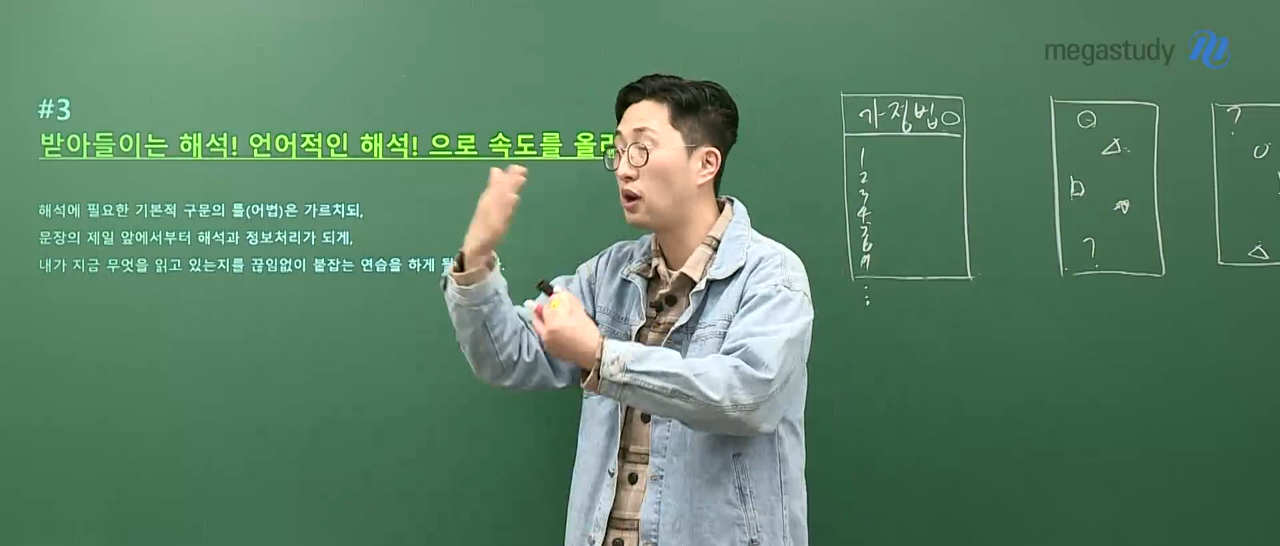 megastudy
#3
받아들이는 해석! 언어적인 해석! 으로 속도를
해석에 필요한 기본적 구문의 틀(어법)은 가르치되,
문장의 제일 앞에서부터 해석과 정보처리가 되게,
내가 지금 무엇을 읽고 있는지를 끊임없이 붙잡는 연습을 하게
가정법
1
2
3
4
5
6
7
?
?